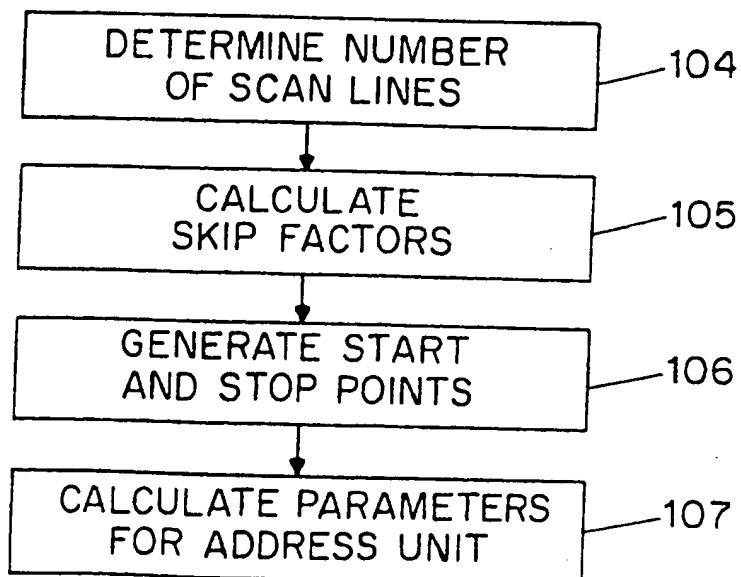 DETERMINE NUMBER
OF SCAN LINES
104
CALCULATE
SKIP FACTORS
105
GENERATE START
AND STOP POINTS
106
CALCULATE PARAMETERS
FOR ADDRESS UNIT
107